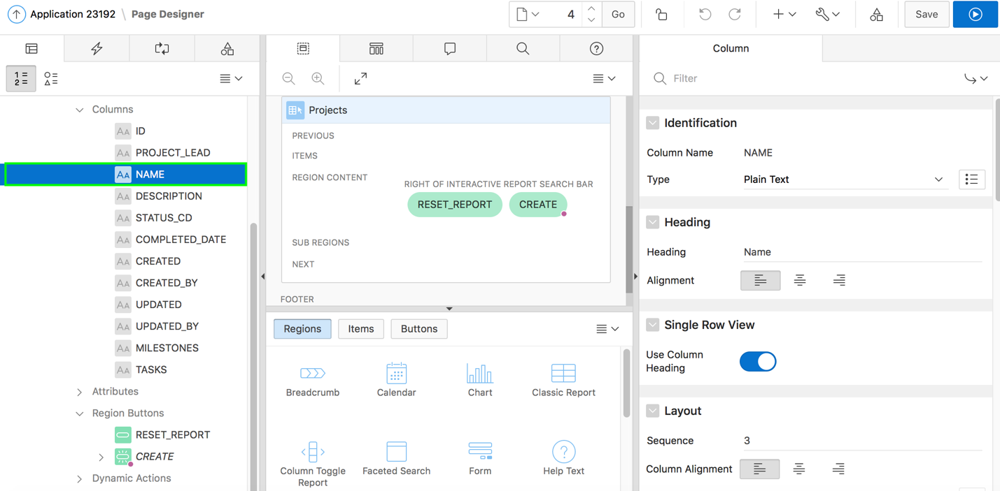 Application 23192 \ Page Designer
4
Go
Save
Column
Filter
Columns
ID
PROJECT_LEAD
NAME
DESCRIPTION
STATUS_CD
COMPLETED_DATE
CREATED
CREATED_BY
UPDATED
UPDATED_BY
MILESTONES
TASKS
Attributes
Region Buttons
RESET_REPORT
CREATE
Dynamic Actions
Projects
PREVIOUS
ITEMS
REGION CONTENT
RIGHT OF INTERACTIVE REPORT SEARCH BAR
RESET_REPORT CREATE
SUB REGIONS
NEXT
FOOTER
Regions Items Buttons
Breadcrumb Calendar Chart Classic Report
Column Toggle Report Faceted Search Form Help Text
Identification
Column Name NAME
Type Plain Text
Heading
Heading Name
Alignment
Single Row View
Use Column
Heading
Layout
Sequence 3
Column Alignment